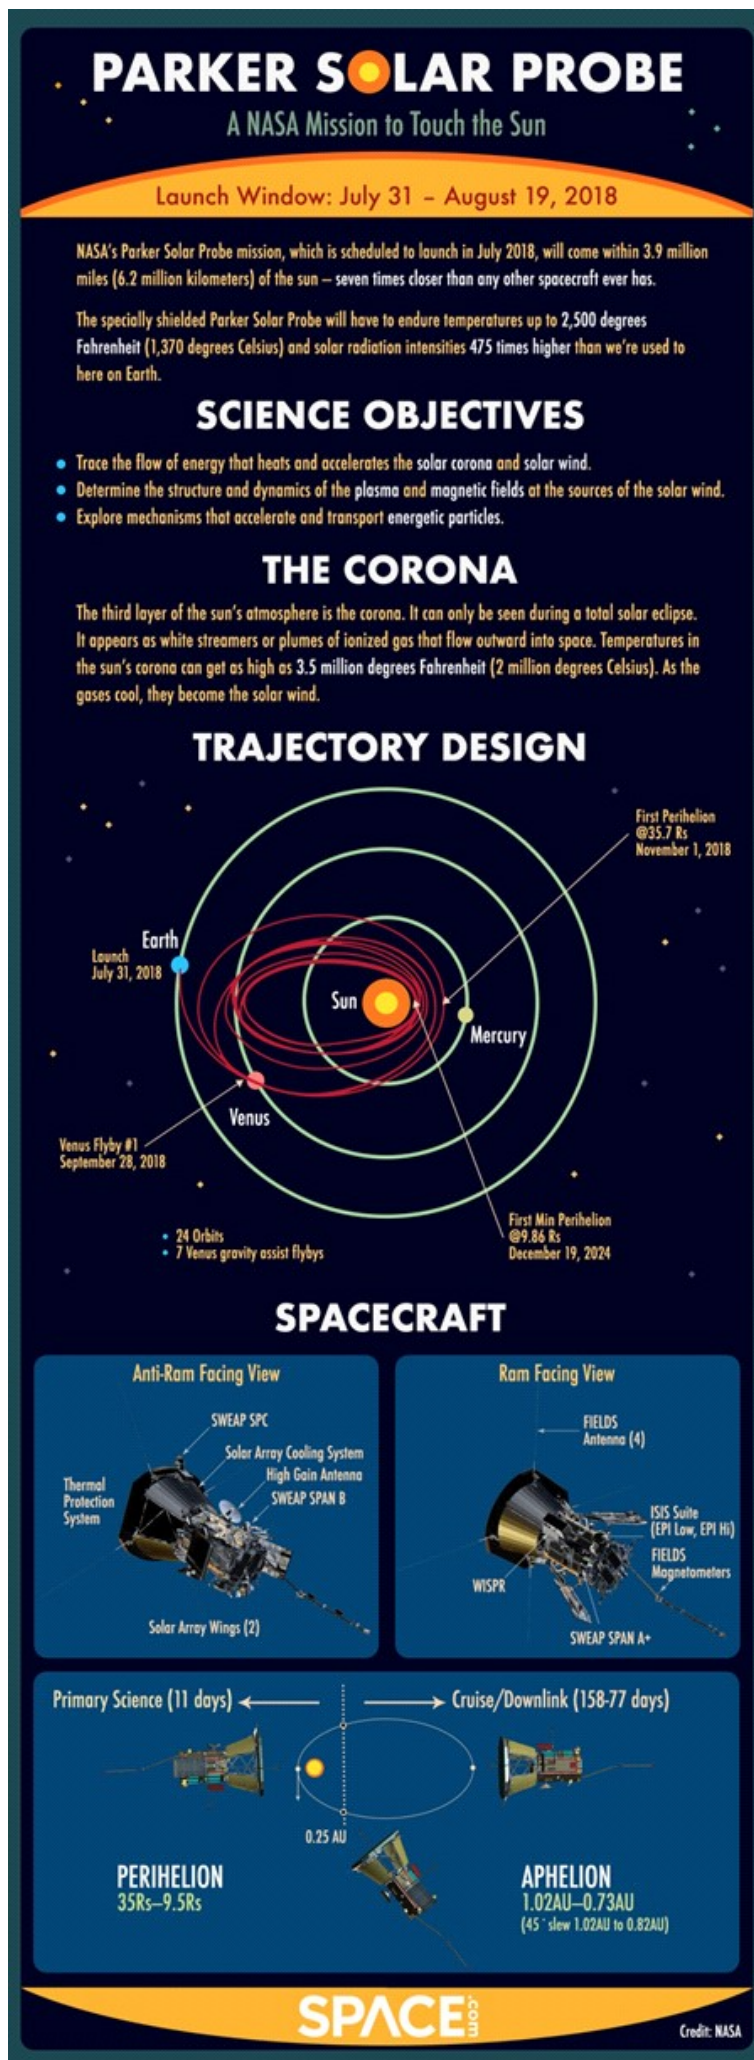 PARKER SOLAR PROBE
A NASA Mission to Touch the Sun
Launch Window: July 31 – August 19, 2018
NASA's Parker Solar Probe mission, which is scheduled to launch in July 2018, will come within 3.9 million
miles (6.2 million kilometers) of the sun – seven times closer than any other spacecraft ever has.
The specially shielded Parker Solar Probe will have to endure temperatures up to 2,500 degrees
Fahrenheit (1,370 degrees Celsius) and solar radiation intensities 475 times higher than we're used to
here on Earth.
SCIENCE OBJECTIVES
• Trace the flow of energy that heats and accelerates the solar corona and solar wind.
• Determine the structure and dynamics of the plasma and magnetic fields at the sources of the solar wind.
• Explore mechanisms that accelerate and transport energetic particles.
THE CORONA
The third layer of the sun's atmosphere is the corona. It can only be seen during a total solar eclipse.
It appears as white streamers or plumes of ionized gas that flow outward into space. Temperatures in
the sun's corona can get as high as 3.5 million degrees Fahrenheit (2 million degrees Celsius). As the
gases cool, they become the solar wind.
TRAJECTORY DESIGN
First Perihelion
@35.7 Rs
November 1, 2018
Earth
Launch
July 31, 2018
Sun
Mercury
Venus
Venus Flyby #1
September 28, 2018
First Min Perihelion
@9.86 Rs
December 19, 2024
• 24 Orbits
• 7 Venus gravity assist flybys
SPACECRAFT
Anti-Ram Facing View
SWEAP SPC
Solar Array Cooling System
High Gain Antenna
SWEAP SPAN B
Thermal
Protection
System
Solar Array Wings (2)
Ram Facing View
FIELDS
Antenna (4)
ISIS Suite
(EPI Low, EPI Hi)
FIELDS
Magnetometers
WISPR
SWEAP SPAN A+
Primary Science (11 days)
Cruise/Downlink (158-77 days)
0.25 AU
PERIHELION
35Rs–9.5Rs
APHELION
1.02AU–0.73AU
(45˚ slew 1.02AU to 0.82AU)
SPACE.com
Credit: NASA